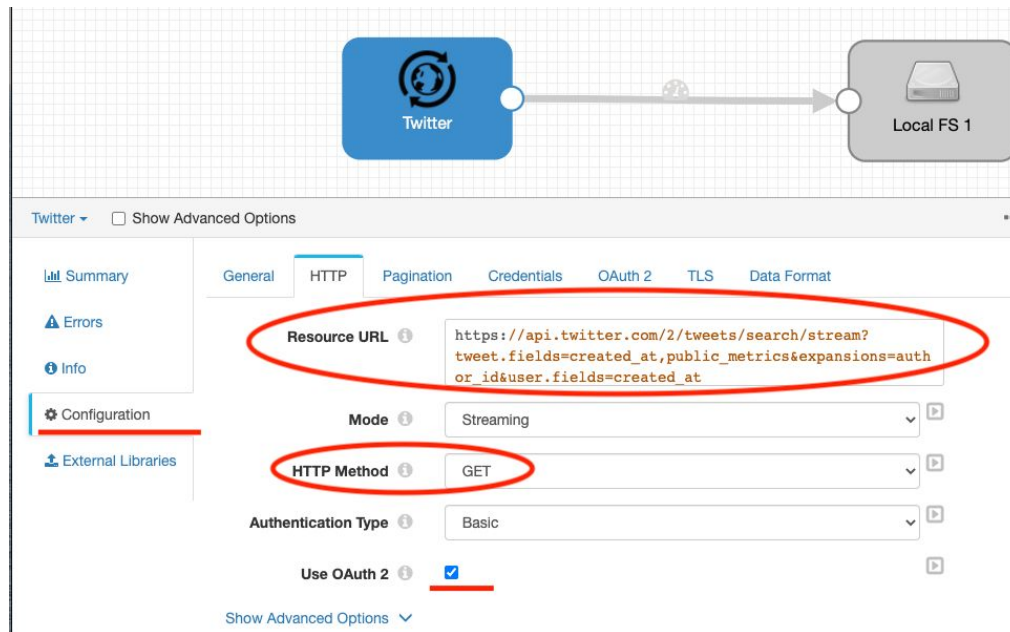 Twitter
Local FS 1
Twitter
Show Advanced Options
Summary
Errors
Info
Configuration
External Libraries
General
HTTP
Pagination
Credentials
OAuth 2
TLS
Data Format
Resource URL
https://api.twitter.com/2/tweets/search/stream?
tweet.fields=created_at,public_metrics&expansions=auth
or_id&user.fields=created_at
Mode
Streaming
HTTP Method
GET
Authentication Type
Basic
Use OAuth 2
Show Advanced Options